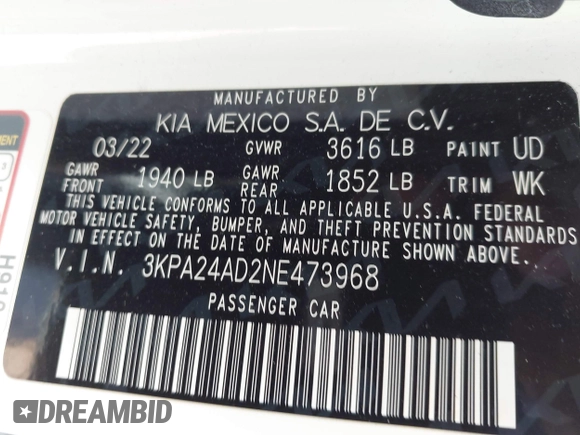 MANUFACTURED BY
KIA MEXICO S.A. DE C.V.
03/22 GVWR 3616 LB PAINT UD
GAWR FRONT 1940 LB GAWR REAR 1852 LB TRIM WK
THIS VEHICLE CONFORMS TO ALL APPLICABLE U.S.A. FEDERAL
MOTOR VEHICLE SAFETY, BUMPER, AND THEFT PREVENTION STANDARDS
IN EFFECT ON THE DATE OF MANUFACTURE SHOWN ABOVE.
V.I.N. 3KPA24AD2NE473968
PASSENGER CAR
DREAMBID